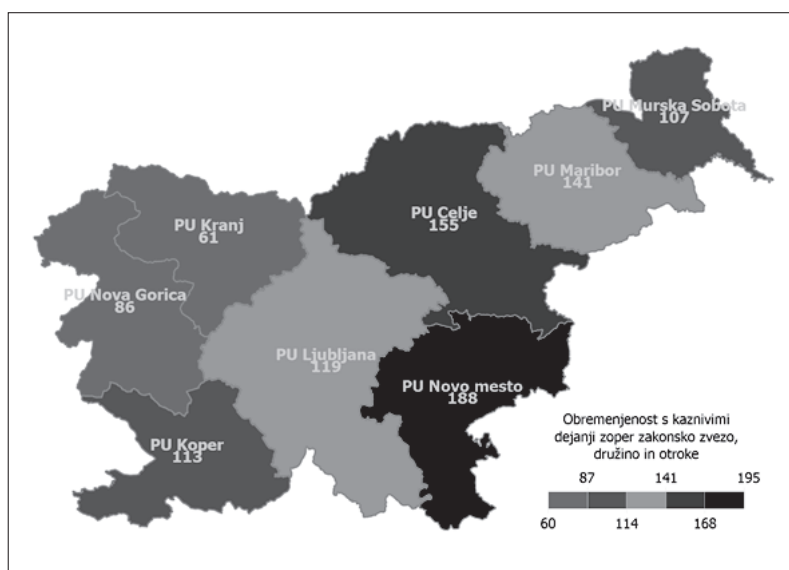 PU Murska Sobota
107
PU Maribor
141
PU Celje
155
PU Kranj
61
PU Nova Gorica
86
PU Ljubljana
119
PU Novo mesto
188
PU Koper
113
Obremenjenost s kaznivimi
dejanji zoper zakonsko zvezo,
družino in otroke
87 141 195
60 114 168